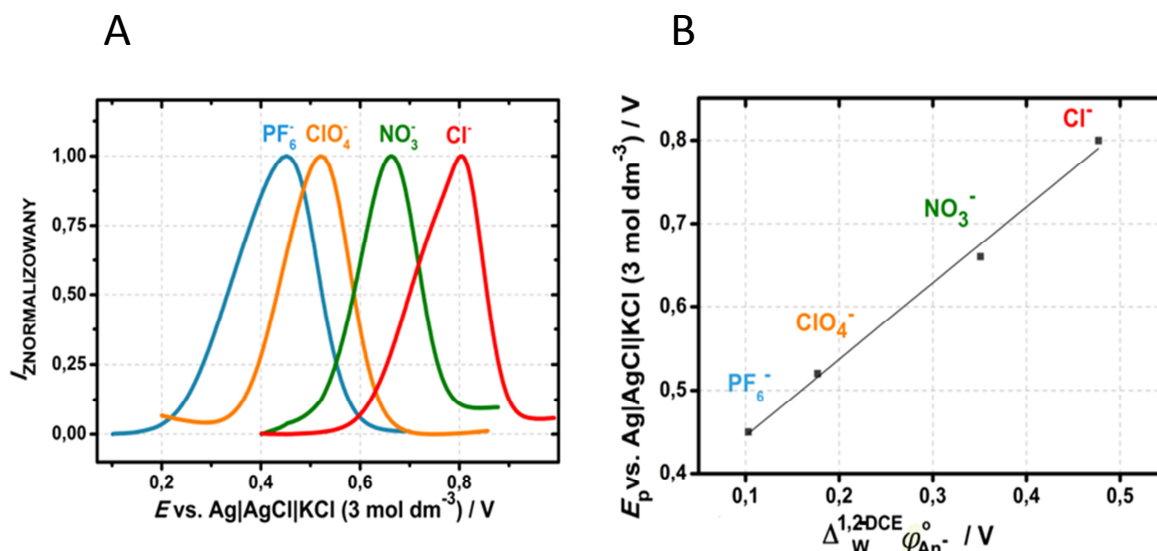 A
B
PF₆⁻ ClO₄⁻ NO₃⁻ Cl⁻
1,00
0,75
0,50
0,25
0,00
0,2 0,4 0,6 0,8
I ZNORMALIZOWANY
E vs. Ag|AgCl|KCl (3 mol dm⁻³) / V
Cl⁻
NO₃⁻
ClO₄⁻
PF₆⁻
0,8
0,7
0,6
0,5
0,4
0,1 0,2 0,3 0,4 0,5
Eₚ vs. Ag|AgCl|KCl (3 mol dm⁻³) / V
Δ 1,2-DCE W φ° An⁻ / V